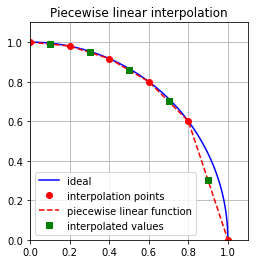 Piecewise linear interpolation
1.0
0.8
0.6
0.4
0.2
0.0
ideal
interpolation points
piecewise linear function
interpolated values
0.0 0.2 0.4 0.6 0.8 1.0